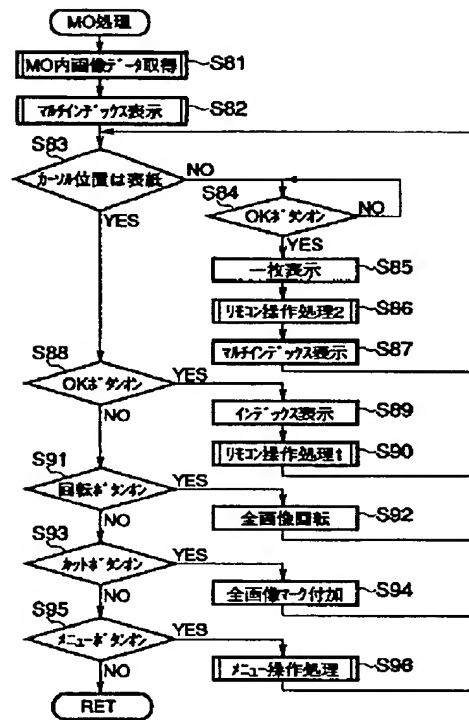 MO処理
MO内画像データ取得 S81
マルチインデックス表示 S82
S83
カーソル位置は表紙 NO
YES
S84
OKボタンオン NO
YES
一枚表示 S85
リモコン操作処理2 S86
マルチインデックス表示 S87
S88
OKボタンオン YES
NO
インデックス表示 S89
リモコン操作処理1 S90
S91
回転ボタンオン YES
NO
全画像回転 S92
S93
カットボタンオン YES
NO
全画像マーク付加 S94
S95
メニューボタンオン YES
NO
メニュー操作処理 S96
RET